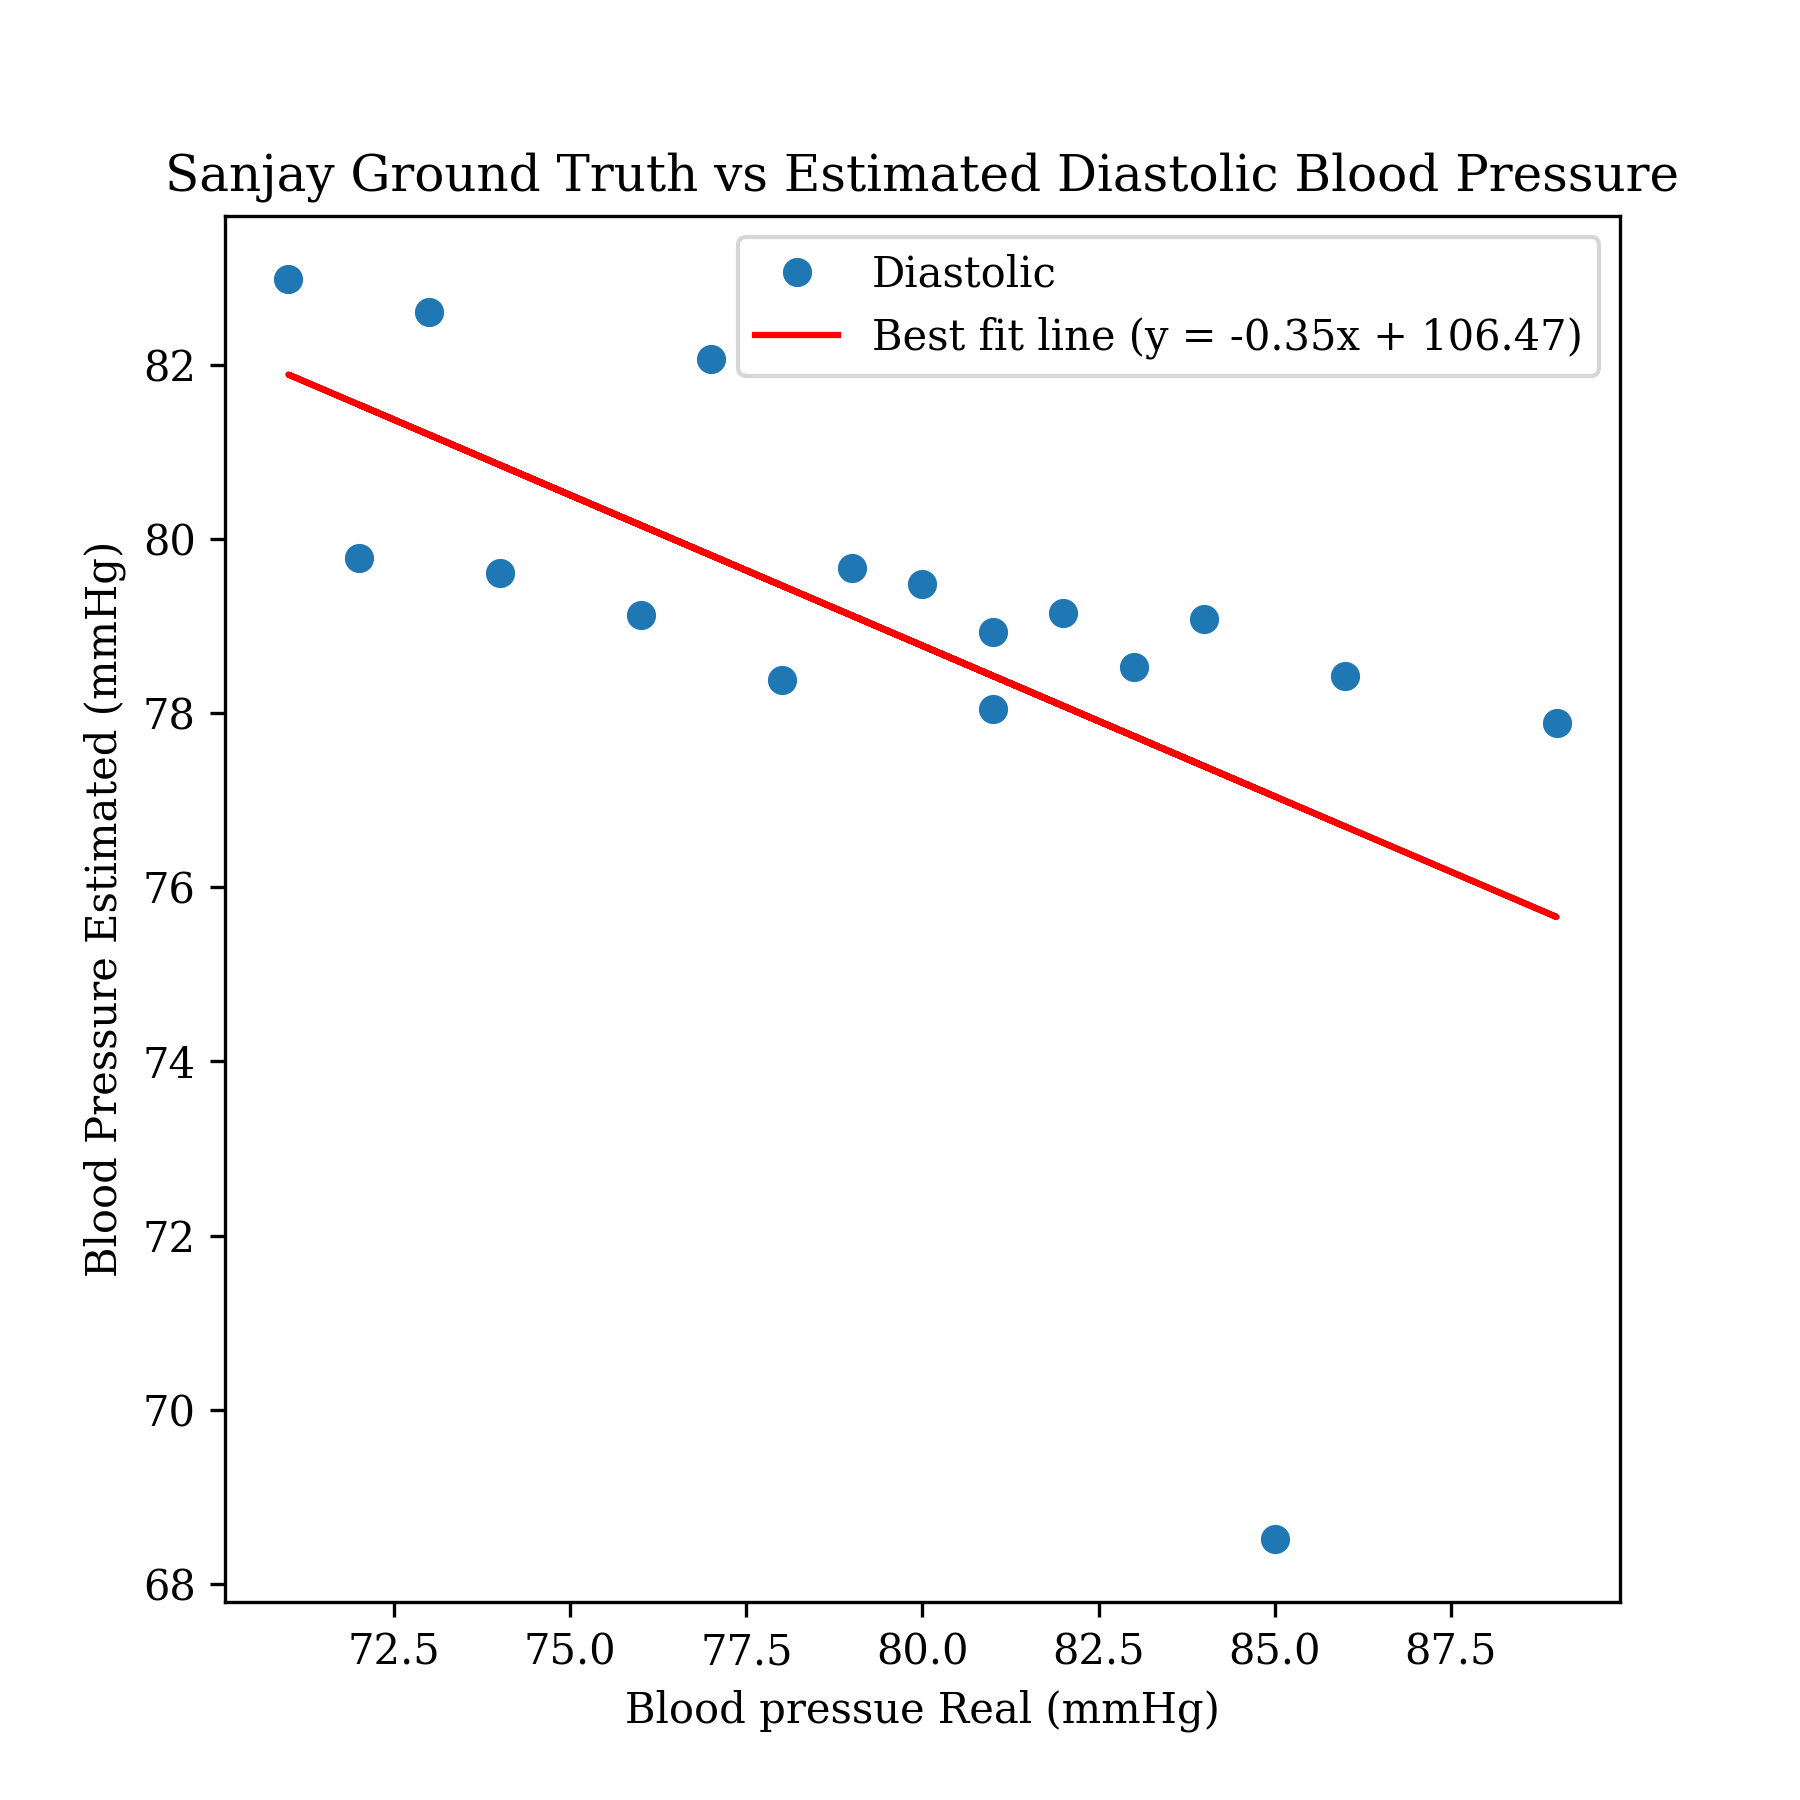 Sanjay Ground Truth vs Estimated Diastolic Blood Pressure
Diastolic
Best fit line (y = -0.35x + 106.47)
Blood Pressure Estimated (mmHg)
82
80
78
76
74
72
70
68
72.5 75.0 77.5 80.0 82.5 85.0 87.5
Blood pressue Real (mmHg)